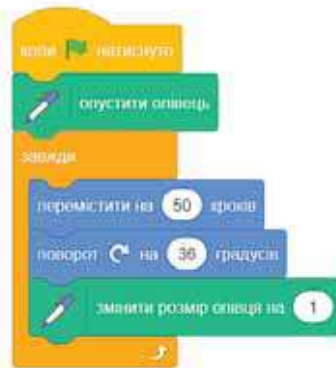 коли натиснуто
опустити олівець
завжди
перемістити на 50 кроків
поворот на 36 градусів
змінити розмір олівця на 1